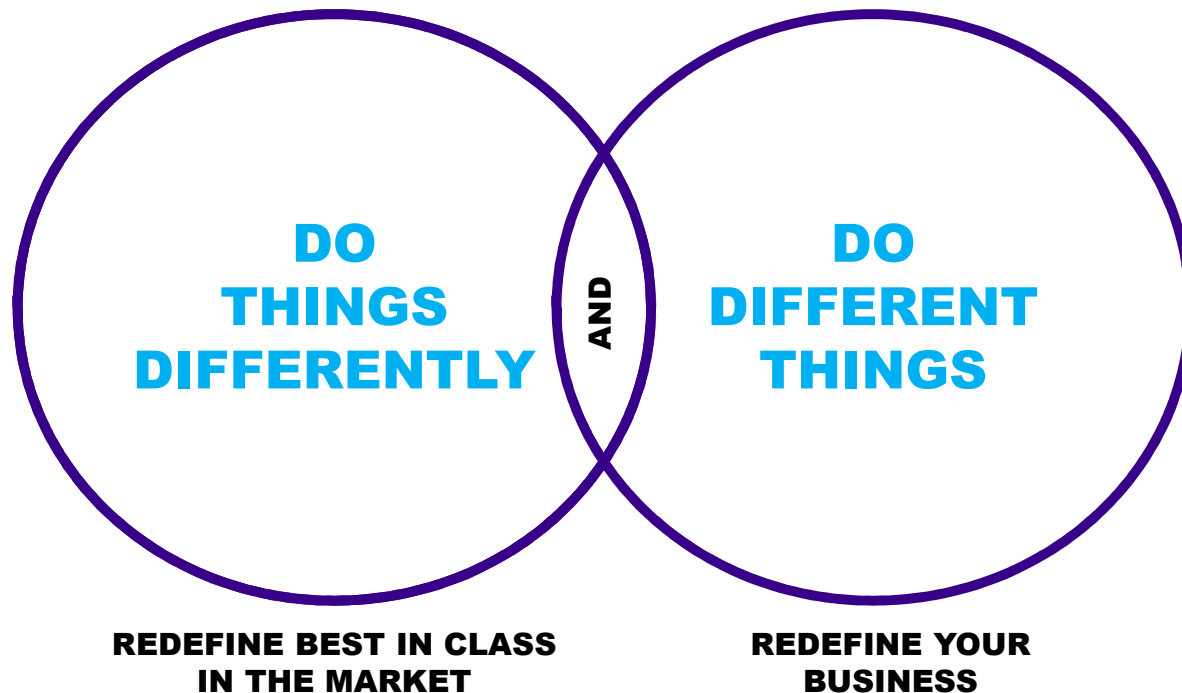 DO
THINGS
DIFFERENTLY
AND
DO
DIFFERENT
THINGS
REDEFINE BEST IN CLASS
IN THE MARKET
REDEFINE YOUR
BUSINESS